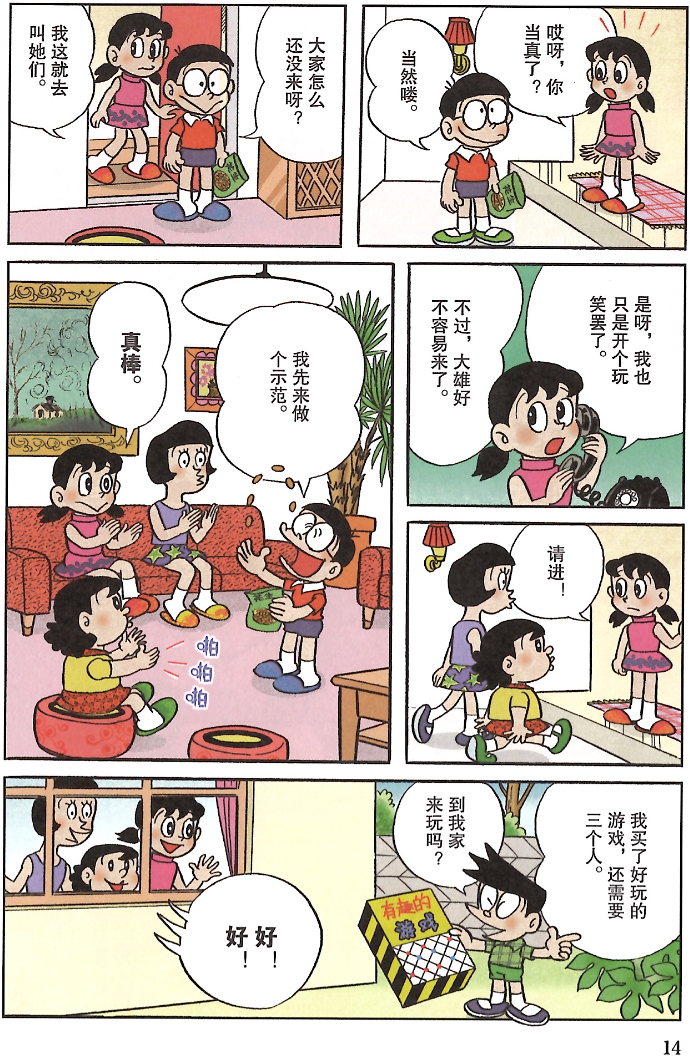 哎呀，你
当真了？
当然喽。
大家怎么
还没来呀？
我这就去
叫她们。
是呀，我也
只是开个玩
笑罢了。
不过，大雄好
不容易来了。
请进！
我先来做
个示范。
真棒。
啪
啪
啪
我买了好玩的
游戏，还需要
三个人。
到我家
来玩吗？
有趣的
游戏
好！
好！
14